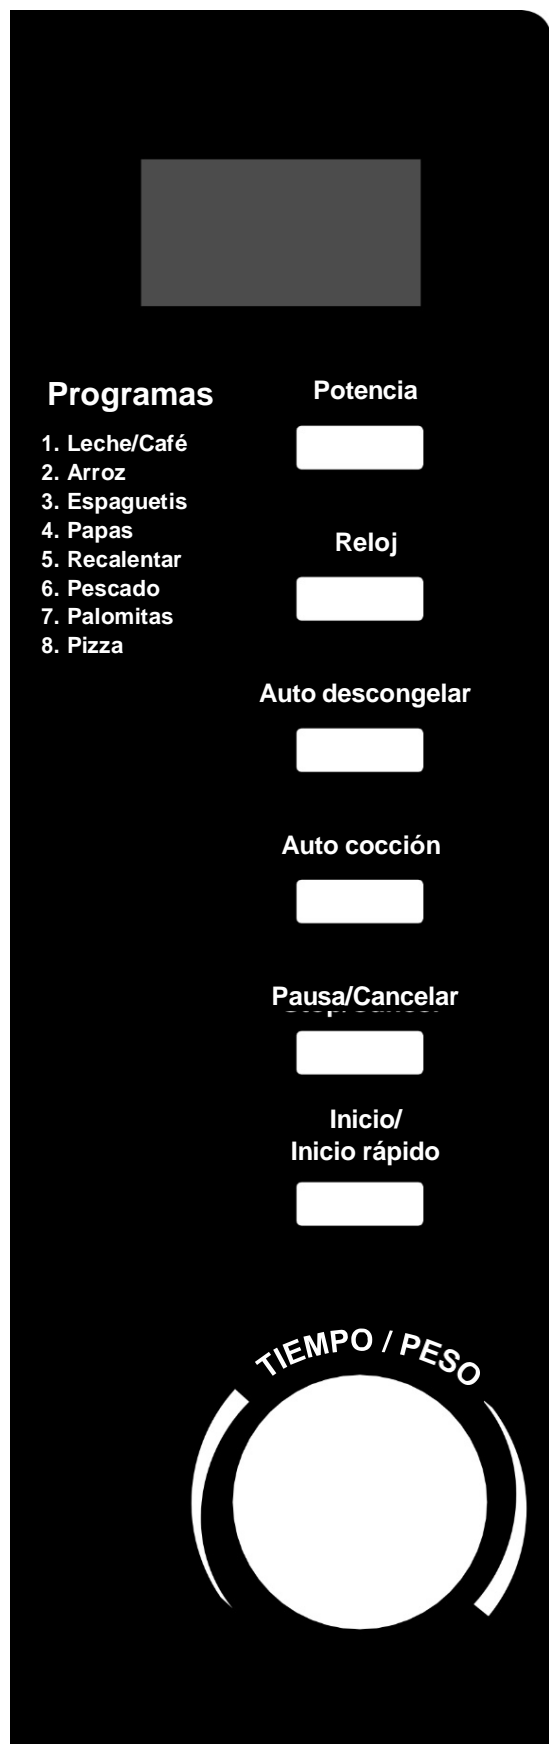 Programas
1. Leche/Café
2. Arroz
3. Espaguetis
4. Papas
5. Recalentar
6. Pescado
7. Palomitas
8. Pizza
Potencia
Reloj
Auto descongelar
Auto cocción
Pausa/Cancelar
Inicio/
Inicio rápido
TIEMPO / PESO